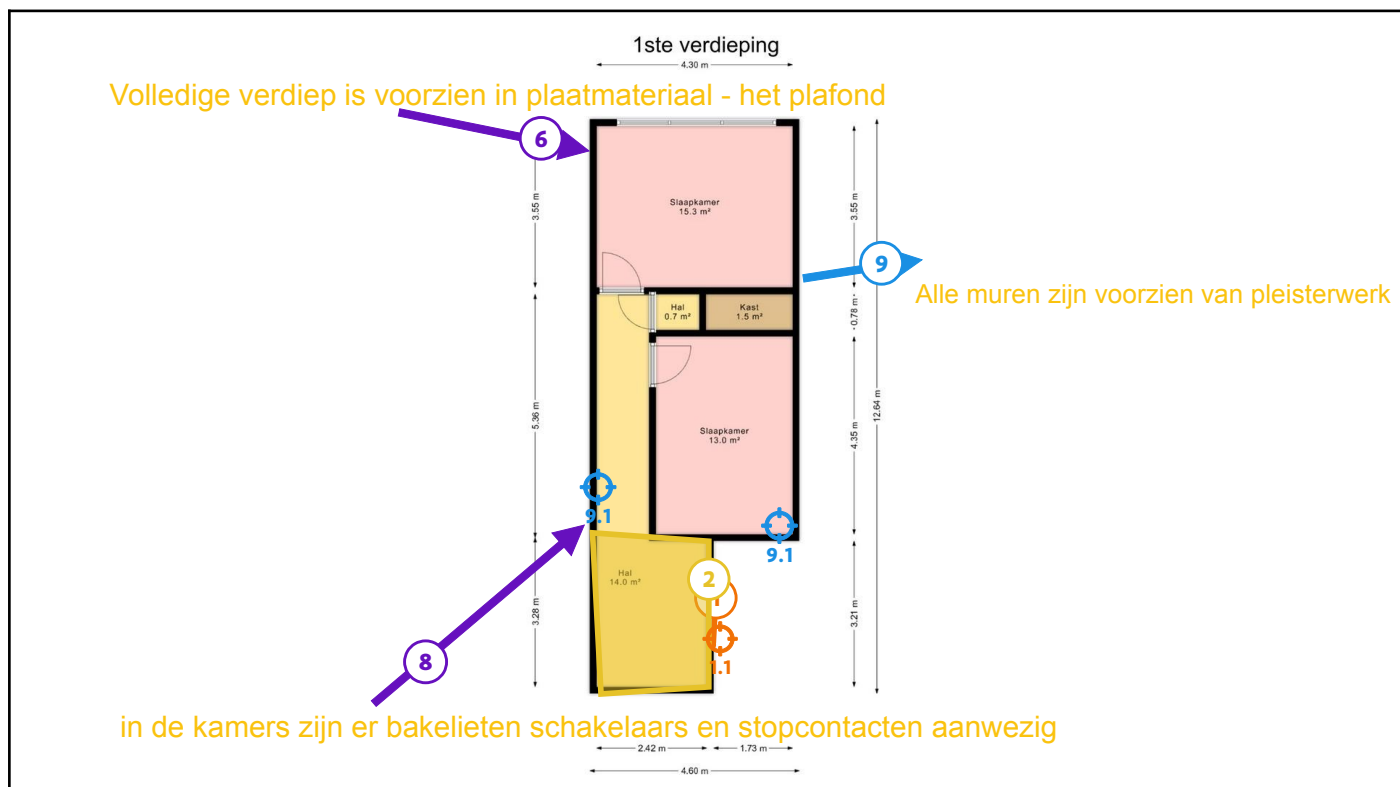 1ste verdieping
4.30 m
Volledige verdiep is voorzien in plaatmateriaal - het plafond
6
3.55 m
Slaapkamer
15.3 m²
3.55 m
9
Alle muren zijn voorzien van pleisterwerk
Hal
0.7 m²
Kast
1.5 m²
0.78 m
5.36 m
12.64 m
Slaapkamer
13.0 m²
4.35 m
9.1
9.1
Hal
14.0 m²
2
1.1
3.28 m
3.21 m
8
in de kamers zijn er bakelieten schakelaars en stopcontacten aanwezig
2.42 m
1.73 m
4.60 m